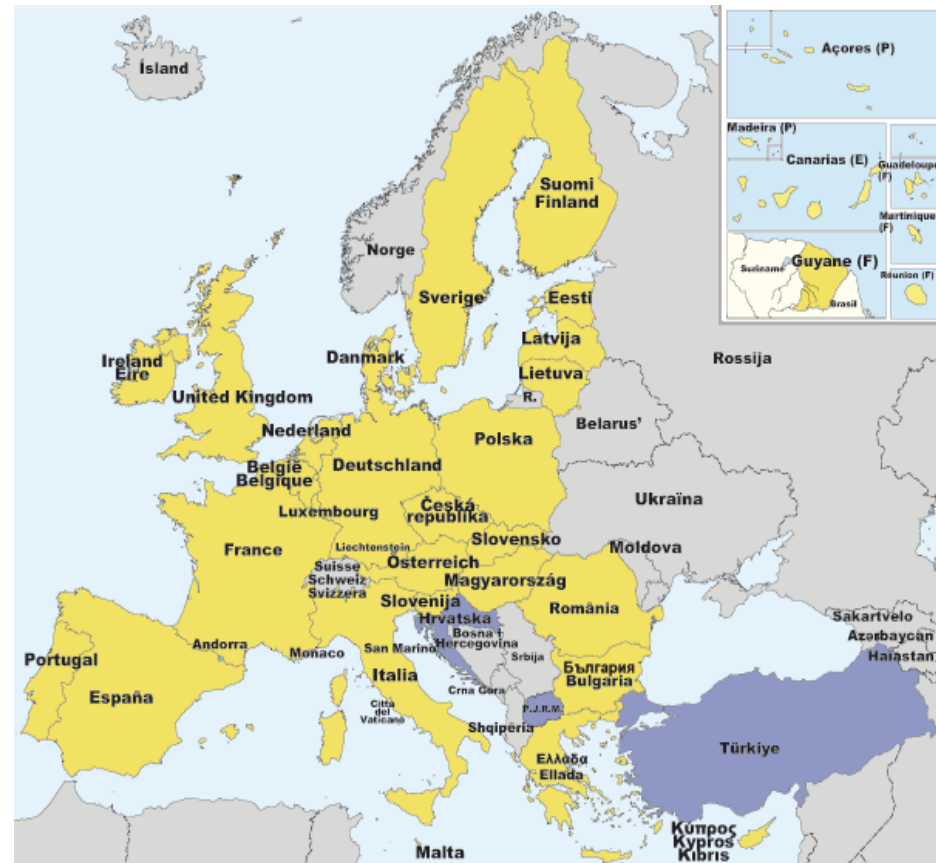 Ísland
Açores (P)
Madeira (P)
Canarias (E)
Guadeloupe
(F)
Martinique
(F)
Suriname
Guyane (F)
Brasil
Réunion (F)
Suomi
Finland
Norge
Sverige
Eesti
Latvija
Lietuva
R.
Danmark
Rossija
Ireland
Éire
United Kingdom
Nederland
Belarus'
Polska
België
Belgique
Deutschland
Ukraïna
Luxembourg
Česká
republika
Slovensko
Moldova
France
Liechtenstein
Österreich
Suisse
Schweiz
Svizzera
Magyarország
România
Slovenija
Hrvatska
Bosna i
Hercegovina
Sakartvelo
Azerbaycan
Haïastan
Andorra
Monaco
San Marino
Srbija
Portugal
España
Italia
България
Bulgaria
Crna Gora
Città
del
Vaticano
P.J.R.M.
Shqipëria
Türkiye
Ελλάδα
Ellada
Malta
Κύπρος
Kypros
Kibris